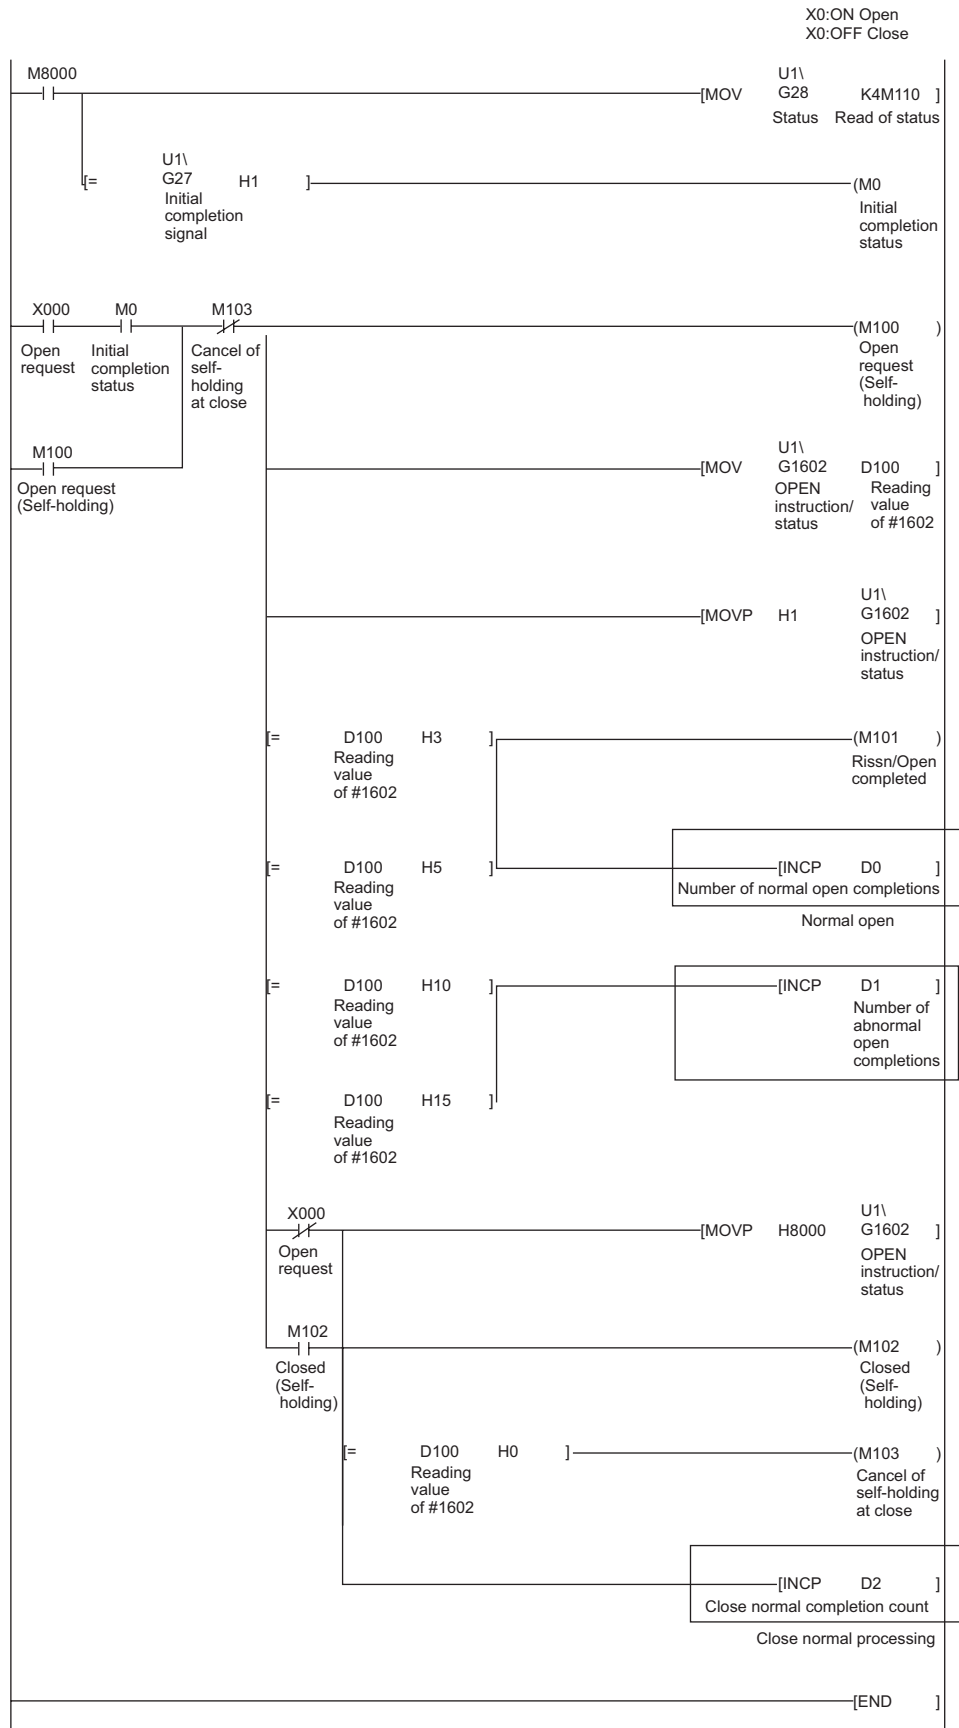 X0:ON Open
X0:OFF Close
M8000
[MOV U1\
G28 K4M110 ]
Status Read of status
[= U1\
G27 H1 ]
Initial
completion
signal
(M0
Initial
completion
status
X000 M0 M103
(M100 )
Open
request
Initial
completion
status
Cancel of
self-
holding
at close
Open
request
(Self-
holding)
M100
Open request
(Self-holding)
[MOV U1\
G1602 D100 ]
OPEN
instruction/
status
Reading
value
of #1602
[MOVP H1 U1\
G1602 ]
OPEN
instruction/
status
[= D100 H3 ]
Reading
value
of #1602
(M101 )
Rissn/Open
completed
[= D100 H5 ]
Reading
value
of #1602
[INCP D0 ]
Number of normal open completions
Normal open
[= D100 H10 ]
Reading
value
of #1602
[INCP D1 ]
Number of
abnormal
open
completions
[= D100 H15 ]
Reading
value
of #1602
X000
Open
request
[MOVP H8000 U1\
G1602 ]
OPEN
instruction/
status
M102
Closed
(Self-
holding)
(M102 )
Closed
(Self-
holding)
[= D100 H0 ]
Reading
value
of #1602
(M103 )
Cancel of
self-holding
at close
[INCP D2 ]
Close normal completion count
Close normal processing
[END ]